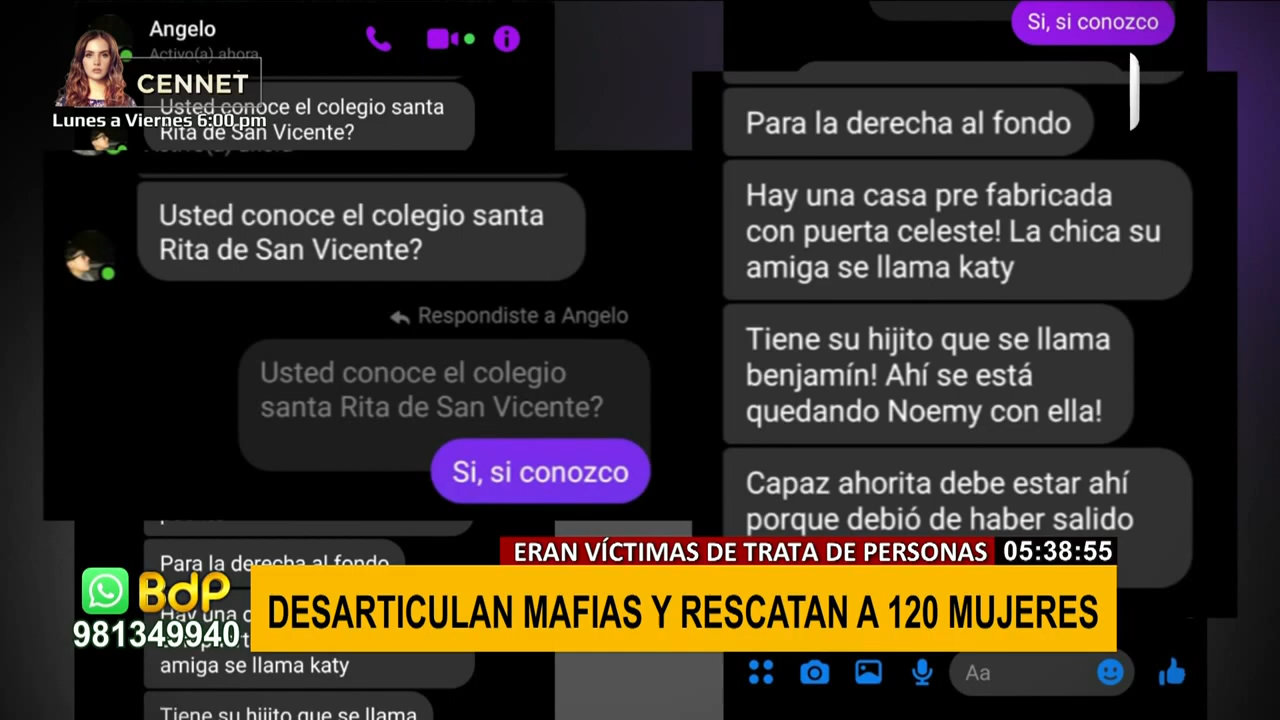 Angelo
Activo(a) ahora
CENNET
Lunes a Viernes 6:00 pm
Usted conoce el colegio santa
Rita de San Vicente?
Usted conoce el colegio santa
Rita de San Vicente?
Respondiste a Angelo
Usted conoce el colegio
santa Rita de San Vicente?
Si, si conozco
Para la derecha al fondo
amiga se llama katy
Tiene su hijito que se llama
Si, si conozco
Para la derecha al fondo
Hay una casa pre fabricada
con puerta celeste! La chica su
amiga se llama katy
Tiene su hijito que se llama
benjamín! Ahí se está
quedando Noemy con ella!
Capaz ahorita debe estar ahí
porque debió de haber salido
Aa
ERAN VÍCTIMAS DE TRATA DE PERSONAS
05:38:55
BdP
981349940
DESARTICULAN MAFIAS Y RESCATAN A 120 MUJERES